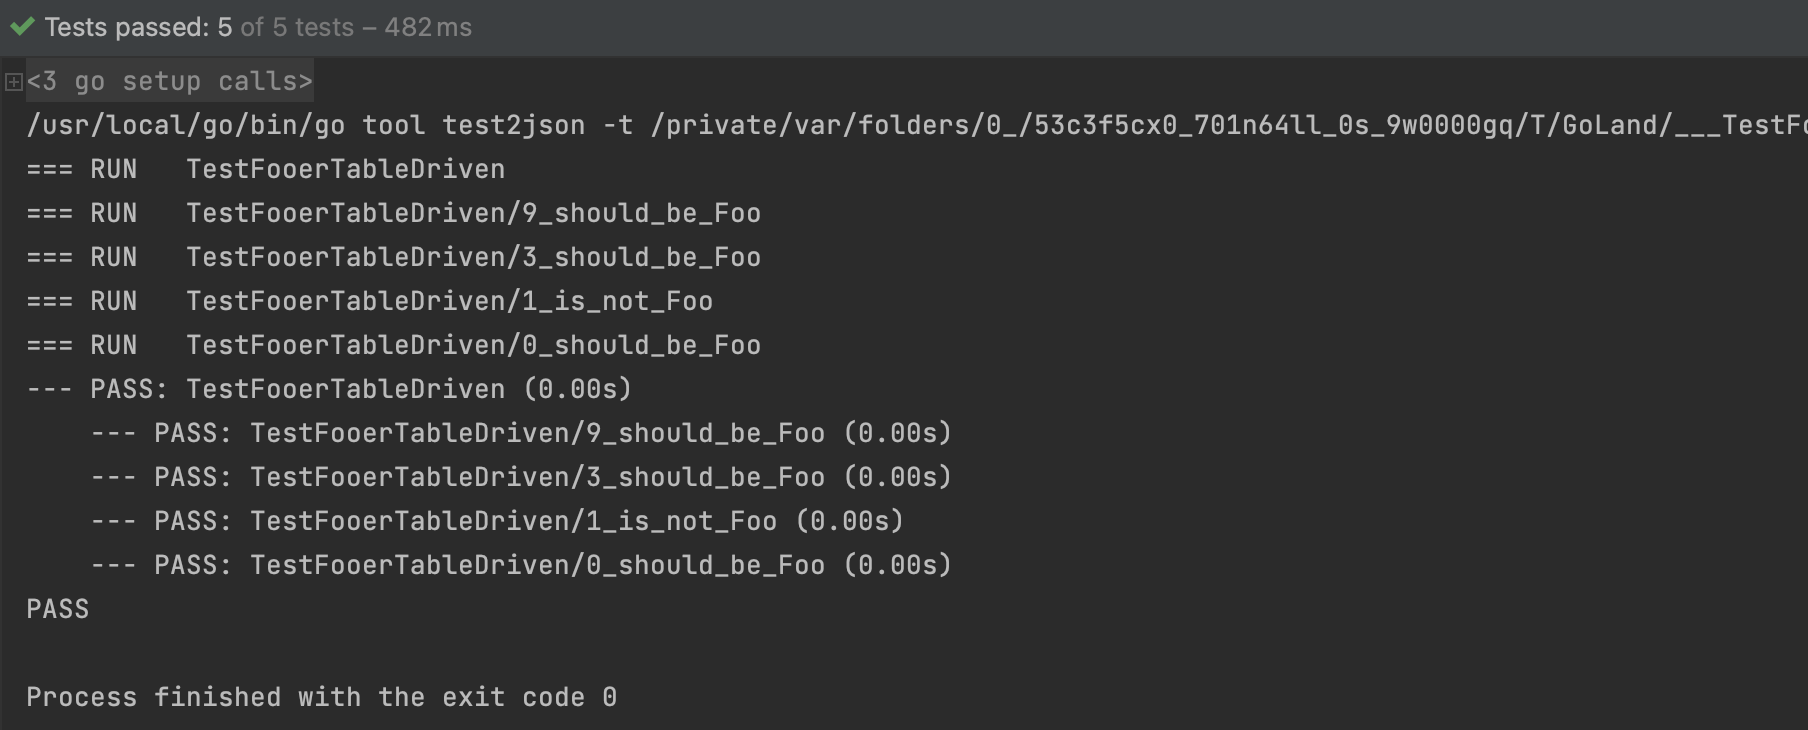 Tests passed: 5 of 5 tests – 482 ms
<3 go setup calls>
/usr/local/go/bin/go tool test2json -t /private/var/folders/0_/53c3f5cx0_701n64ll_0s_9w0000gq/T/GoLand/___TestFo
=== RUN   TestFooerTableDriven
=== RUN   TestFooerTableDriven/9_should_be_Foo
=== RUN   TestFooerTableDriven/3_should_be_Foo
=== RUN   TestFooerTableDriven/1_is_not_Foo
=== RUN   TestFooerTableDriven/0_should_be_Foo
--- PASS: TestFooerTableDriven (0.00s)
    --- PASS: TestFooerTableDriven/9_should_be_Foo (0.00s)
    --- PASS: TestFooerTableDriven/3_should_be_Foo (0.00s)
    --- PASS: TestFooerTableDriven/1_is_not_Foo (0.00s)
    --- PASS: TestFooerTableDriven/0_should_be_Foo (0.00s)
PASS
Process finished with the exit code 0